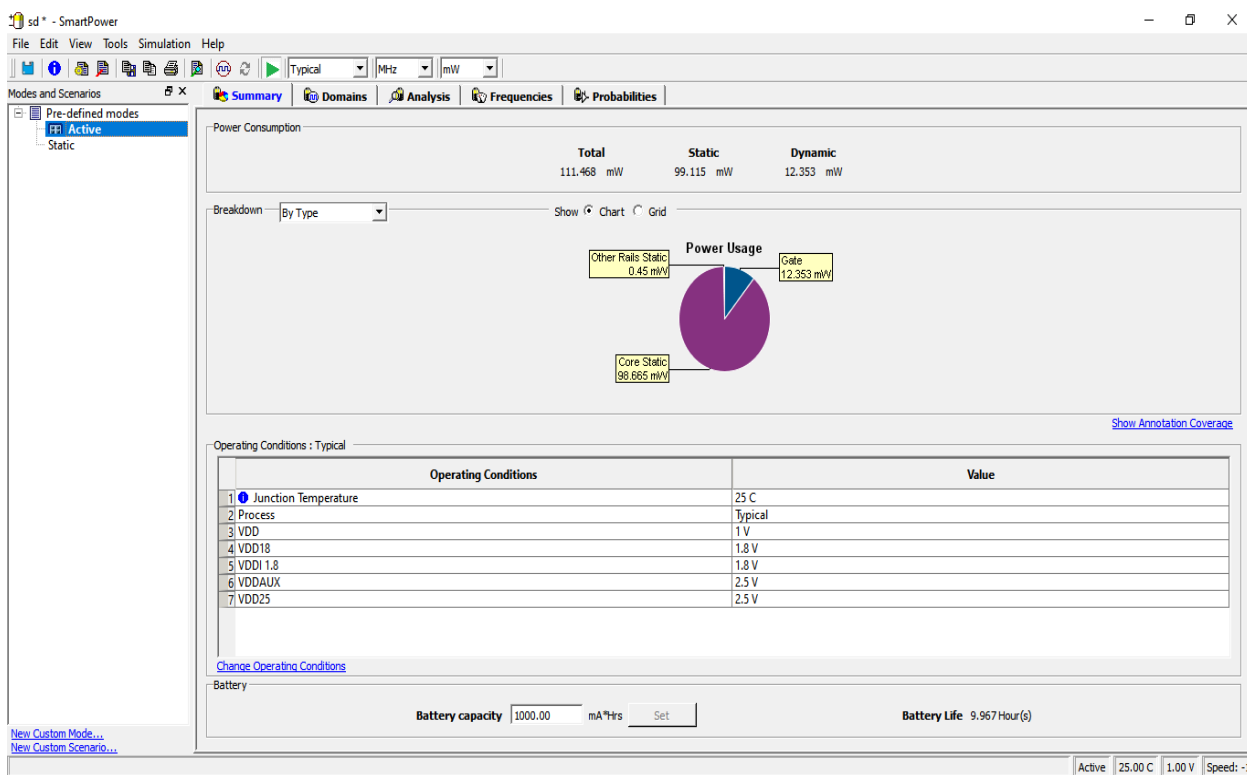 sd * - SmartPower
File Edit View Tools Simulation Help
Typical MHz mW
Modes and Scenarios
Pre-defined modes
Active
Static
New Custom Mode...
New Custom Scenario...
Summary Domains Analysis Frequencies Probabilities
Power Consumption
Total Static Dynamic
111.468 mW 99.115 mW 12.353 mW
Breakdown By Type Show Chart Grid
Power Usage
Other Rails Static
0.45 mW
Gate
12.353 mW
Core Static
98.665 mW
Show Annotation Coverage
Operating Conditions : Typical
Operating Conditions Value
1 Junction Temperature 25 C
2 Process Typical
3 VDD 1 V
4 VDD18 1.8 V
5 VDDI 1.8 1.8 V
6 VDDAUX 2.5 V
7 VDD25 2.5 V
Change Operating Conditions
Battery
Battery capacity 1000.00 mA*Hrs Set Battery Life 9.967 Hour(s)
Active 25.00 C 1.00 V Speed: -